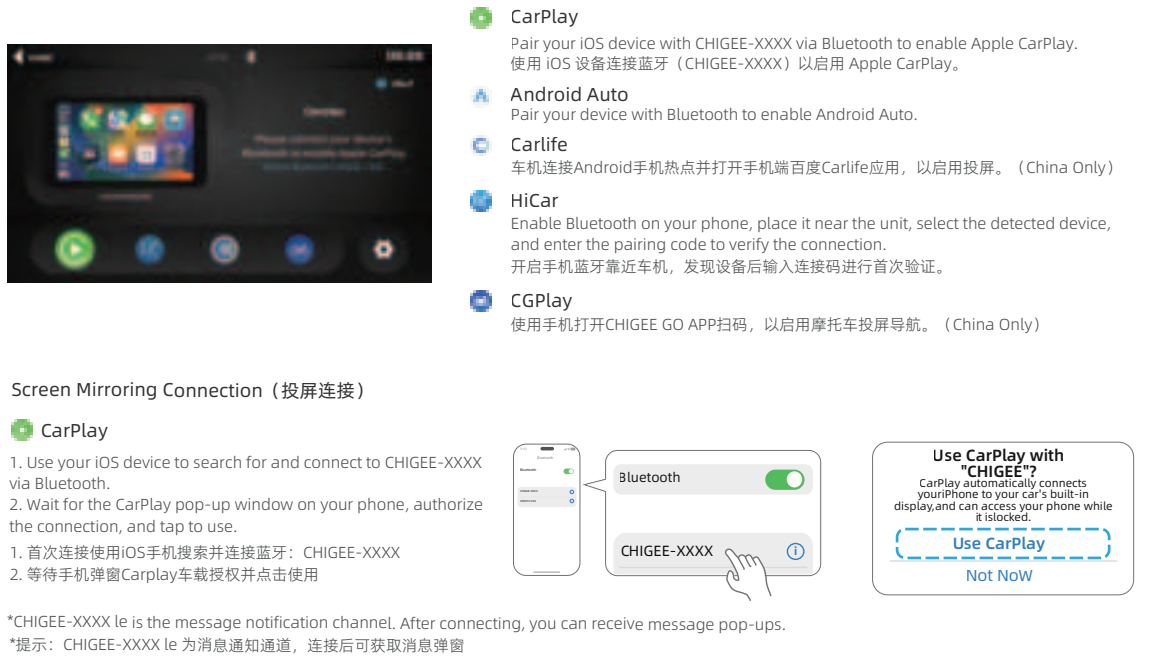 CarPlay
Pair your iOS device with CHIGEE-XXXX via Bluetooth to enable Apple CarPlay.
使用 iOS 设备连接蓝牙（CHIGEE-XXXX）以启用 Apple CarPlay。
Android Auto
Pair your device with Bluetooth to enable Android Auto.
Carlife
车机连接Android手机热点并打开手机端百度Carlife应用，以启用投屏。（China Only）
HiCar
Enable Bluetooth on your phone, place it near the unit, select the detected device,
and enter the pairing code to verify the connection.
开启手机蓝牙靠近车机，发现设备后输入连接码进行首次验证。
CGPlay
使用手机打开CHIGEE GO APP扫码，以启用摩托车投屏导航。（China Only）
Screen Mirroring Connection（投屏连接）
CarPlay
1. Use your iOS device to search for and connect to CHIGEE-XXXX
via Bluetooth.
2. Wait for the CarPlay pop-up window on your phone, authorize
the connection, and tap to use.
1. 首次连接使用iOS手机搜索并连接蓝牙：CHIGEE-XXXX
2. 等待手机弹窗Carplay车载授权并点击使用
Bluetooth
CHIGEE-XXXX
Use CarPlay with
"CHIGEE"?
CarPlay automatically connects
youriPhone to your car's built-in
display,and can access your phone while
it islocked.
Use CarPlay
Not NoW
*CHIGEE-XXXX le is the message notification channel. After connecting, you can receive message pop-ups.
*提示：CHIGEE-XXXX le 为消息通知通道，连接后可获取消息弹窗